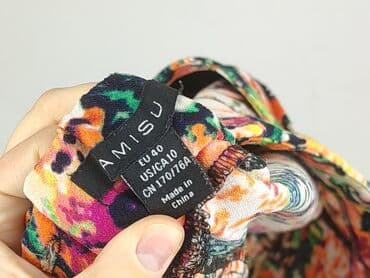 AMISU
EU 40
US/CA 10
CN 170/76A
Made in
China